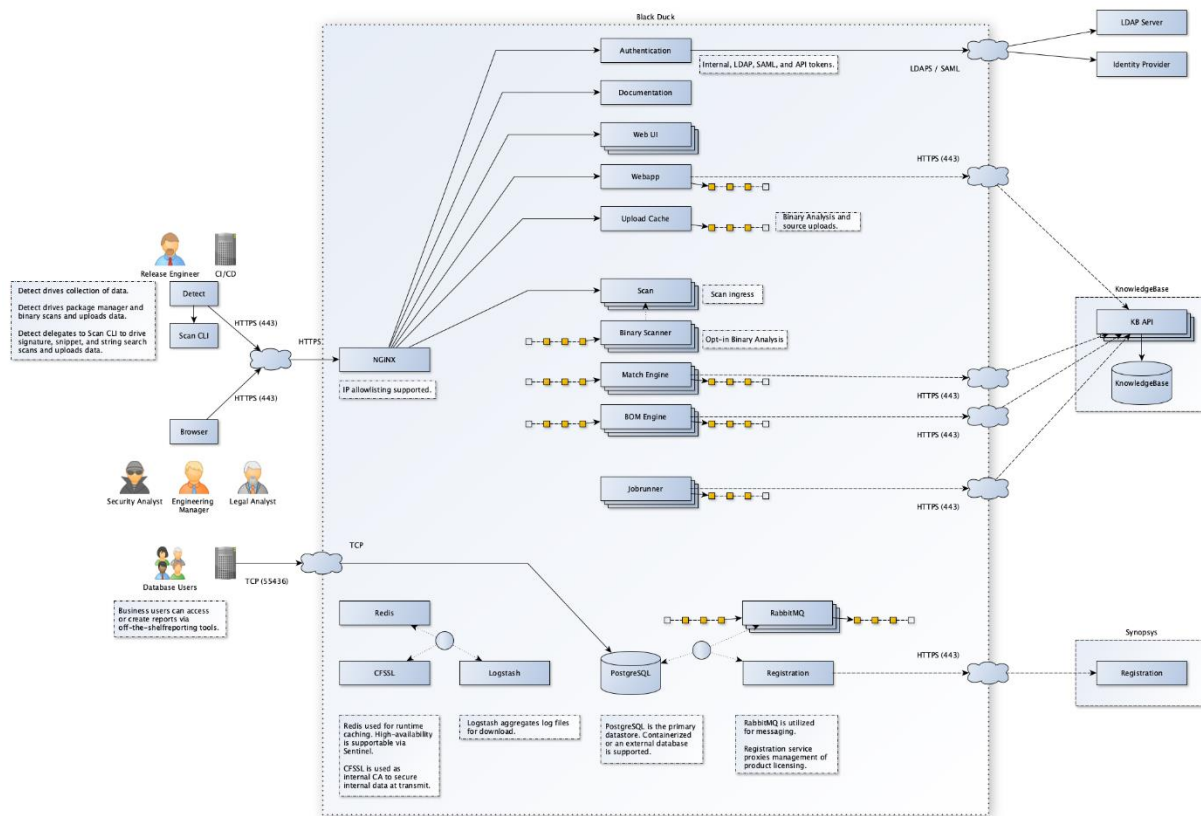 Black Duck
Authentication
Internal, LDAP, SAML, and API tokens.
LDAPS / SAML
LDAP Server
Identity Provider
Documentation
Web UI
Webapp
HTTPS (443)
Upload Cache
Binary Analysis and
source uploads.
Release Engineer
CI/CD
Detect drives collection of data.
Detect drives package manager and
binary scans and uploads data.
Detect delegates to Scan CLI to drive
signature, snippet, and string search
scans and uploads data.
Detect
Scan CLI
HTTPS (443)
HTTPS
HTTPS (443)
Browser
NGiNX
IP allowlisting supported.
Scan
Scan ingress
Binary Scanner
Opt-in Binary Analysis
Match Engine
HTTPS (443)
BOM Engine
HTTPS (443)
Jobrunner
HTTPS (443)
KnowledgeBase
KB API
KnowledgeBase
Security Analyst
Engineering
Manager
Legal Analyst
Database Users
TCP (55436)
TCP
Business users can access
or create reports via
off-the-shelfreporting tools.
Redis
CFSSL
Logstash
PostgreSQL
RabbitMQ
Registration
HTTPS (443)
Synopsys
Registration
Redis used for runtime
caching. High-availability
is supportable via
Sentinel.
CFSSL is used as
internal CA to secure
internal data at transmit.
Logstash aggregates log files
for download.
PostgreSQL is the primary
datastore. Containerized
or an external database
is supported.
RabbitMQ is utilized
for messaging.
Registration service
proxies management of
product licensing.